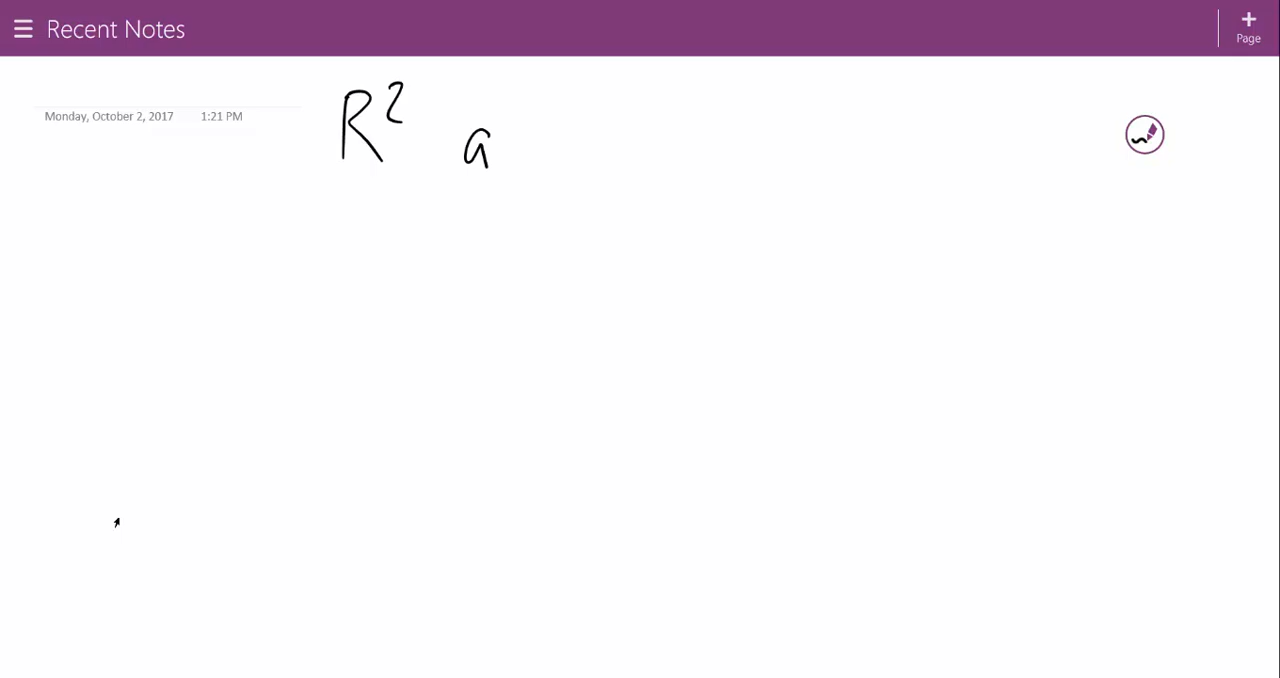 Recent Notes
Page
Monday, October 2, 2017 1:21 PM
R² a